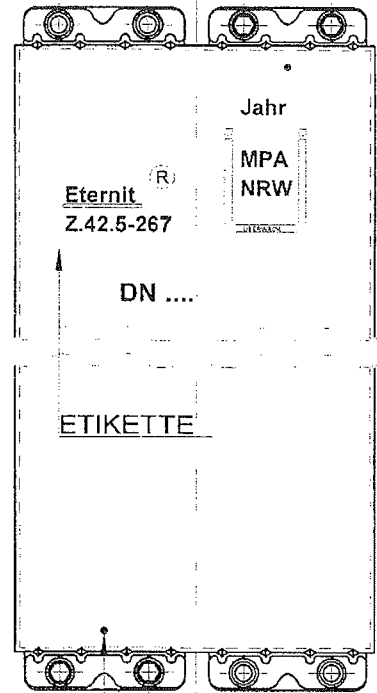 Jahr
MPA
NRW
Eternit ®
Z.42.5-267
DN ....
ETIKETTE